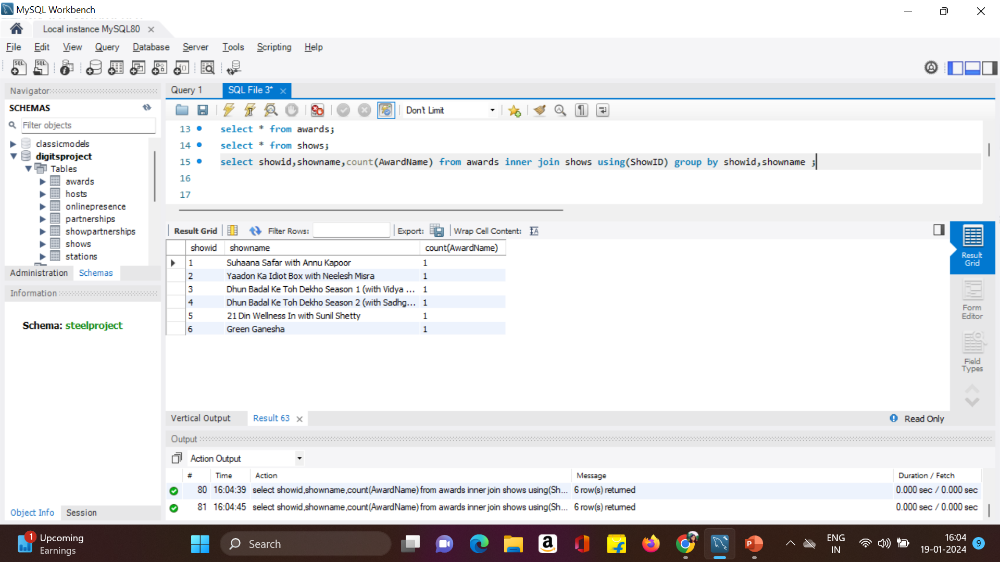 MySQL Workbench
Local instance MySQL80
File Edit View Query Database Server Tools Scripting Help
Navigator
SCHEMAS
Filter objects
classicmodels
digitsproject
Tables
awards
hosts
onlinepresence
partnerships
showpartnerships
shows
stations
Administration Schemas
Information
Schema: steelproject
Object Info Session
Query 1 SQL File 3*
Don't Limit
13 select * from awards;
14 select * from shows;
15 select showid,showname,count(AwardName) from awards inner join shows using(ShowID) group by showid,showname ;
16
17
Result Grid Filter Rows: Export: Wrap Cell Content:
showid showname count(AwardName)
1 Suhaana Safar with Annu Kapoor 1
2 Yaadon Ka Idiot Box with Neelesh Misra 1
3 Dhun Badal Ke Toh Dekho Season 1 (with Vidya ... 1
4 Dhun Badal Ke Toh Dekho Season 2 (with Sadhg... 1
5 21 Din Wellness In with Sunil Shetty 1
6 Green Ganesha 1
Result
Grid
Form
Editor
Field
Types
Vertical Output Result 63 Read Only
Output
Action Output
# Time Action Message Duration / Fetch
80 16:04:39 select showid,showname,count(AwardName) from awards inner join shows using(Sh... 6 row(s) returned 0.000 sec / 0.000 sec
81 16:04:45 select showid,showname,count(AwardName) from awards inner join shows using(Sh... 6 row(s) returned 0.000 sec / 0.000 sec
1 Upcoming
Earnings
Search
ENG
IN
16:04
19-01-2024
9